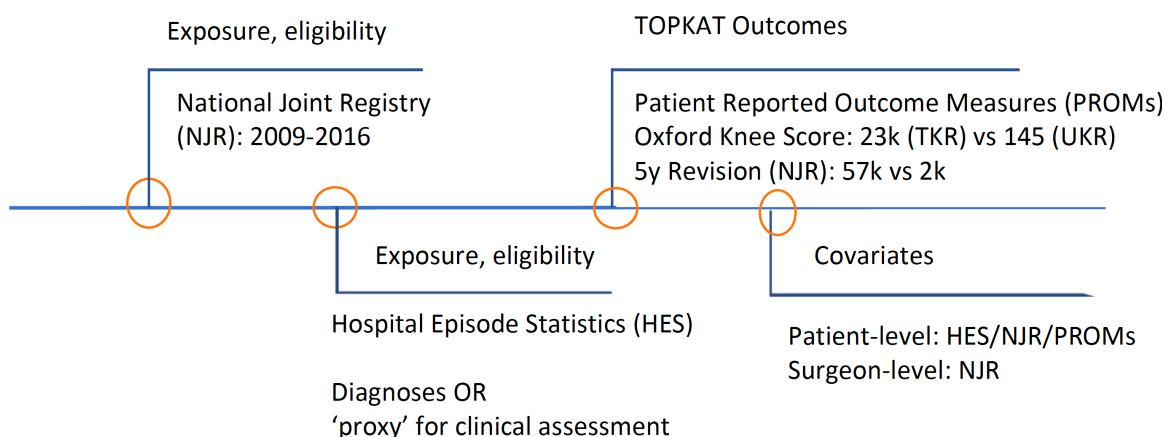 Exposure, eligibility
National Joint Registry
(NJR): 2009-2016
TOPKAT Outcomes
Patient Reported Outcome Measures (PROMs)
Oxford Knee Score: 23k (TKR) vs 145 (UKR)
5y Revision (NJR): 57k vs 2k
Exposure, eligibility
Hospital Episode Statistics (HES)
Diagnoses OR
‘proxy’ for clinical assessment
Covariates
Patient-level: HES/NJR/PROMs
Surgeon-level: NJR